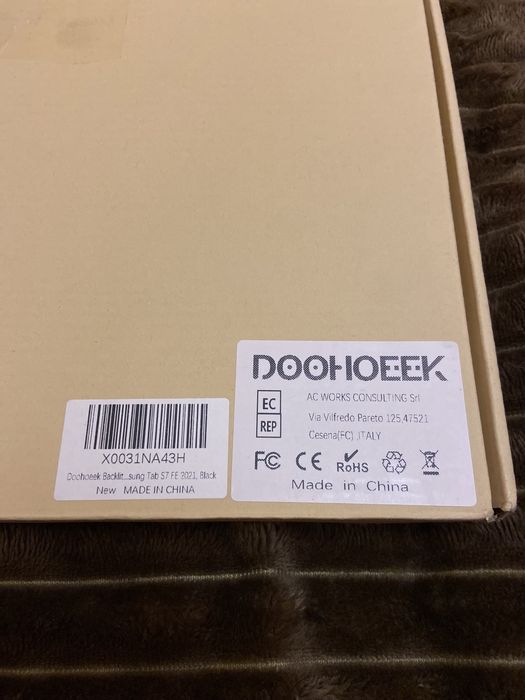 DOOHOEEK
EC
REP
AC WORKS CONSULTING Srl
Via Vilfredo Pareto 125,47521
Cesena(FC) ,ITALY
FC CE RoHS
Made in China
X0031NA43H
Doohoeek Backlit...sung Tab S7 FE 2021, Black
New MADE IN CHINA